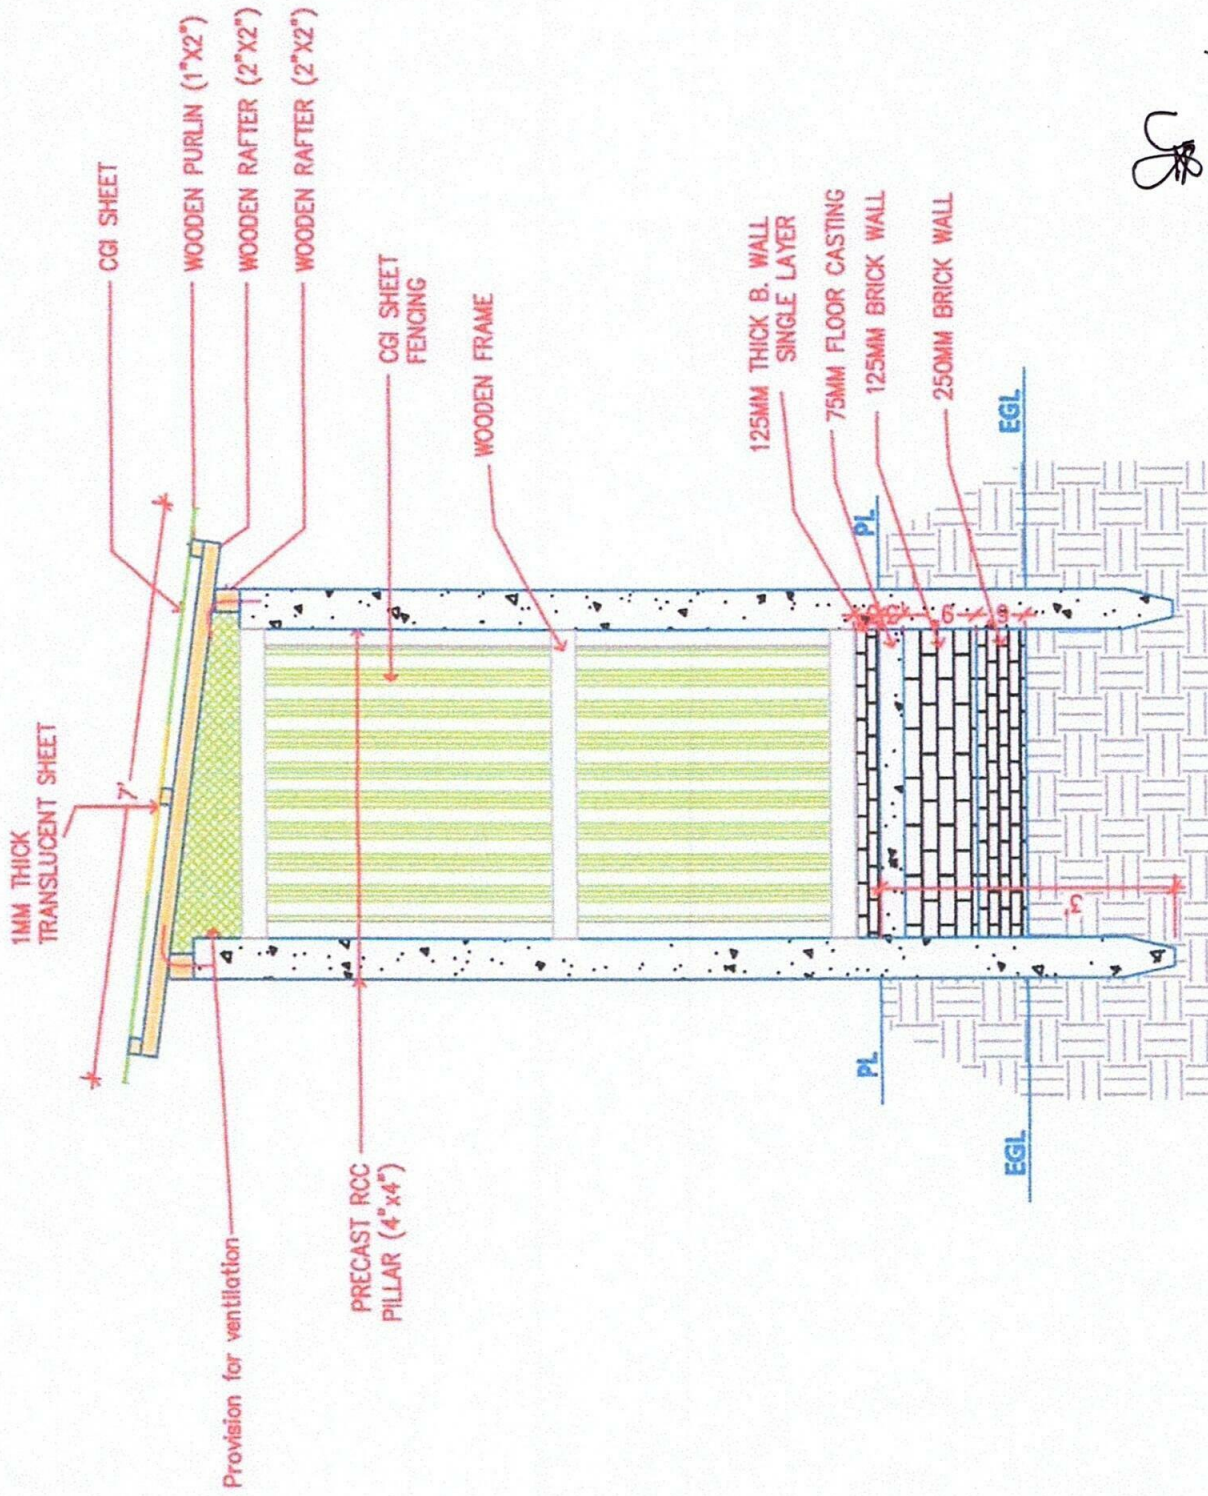 1MM THICK
TRANSLUCENT SHEET
7'
CGI SHEET
WOODEN PURLIN (1"X2")
WOODEN RAFTER (2"X2")
WOODEN RAFTER (2"X2")
Provision for ventilation
CGI SHEET
FENCING
PRECAST RCC
PILLAR (4"x4")
WOODEN FRAME
125MM THICK B. WALL
SINGLE LAYER
75MM FLOOR CASTING
125MM BRICK WALL
250MM BRICK WALL
PL
PL
9
6
3'
EGL
EGL